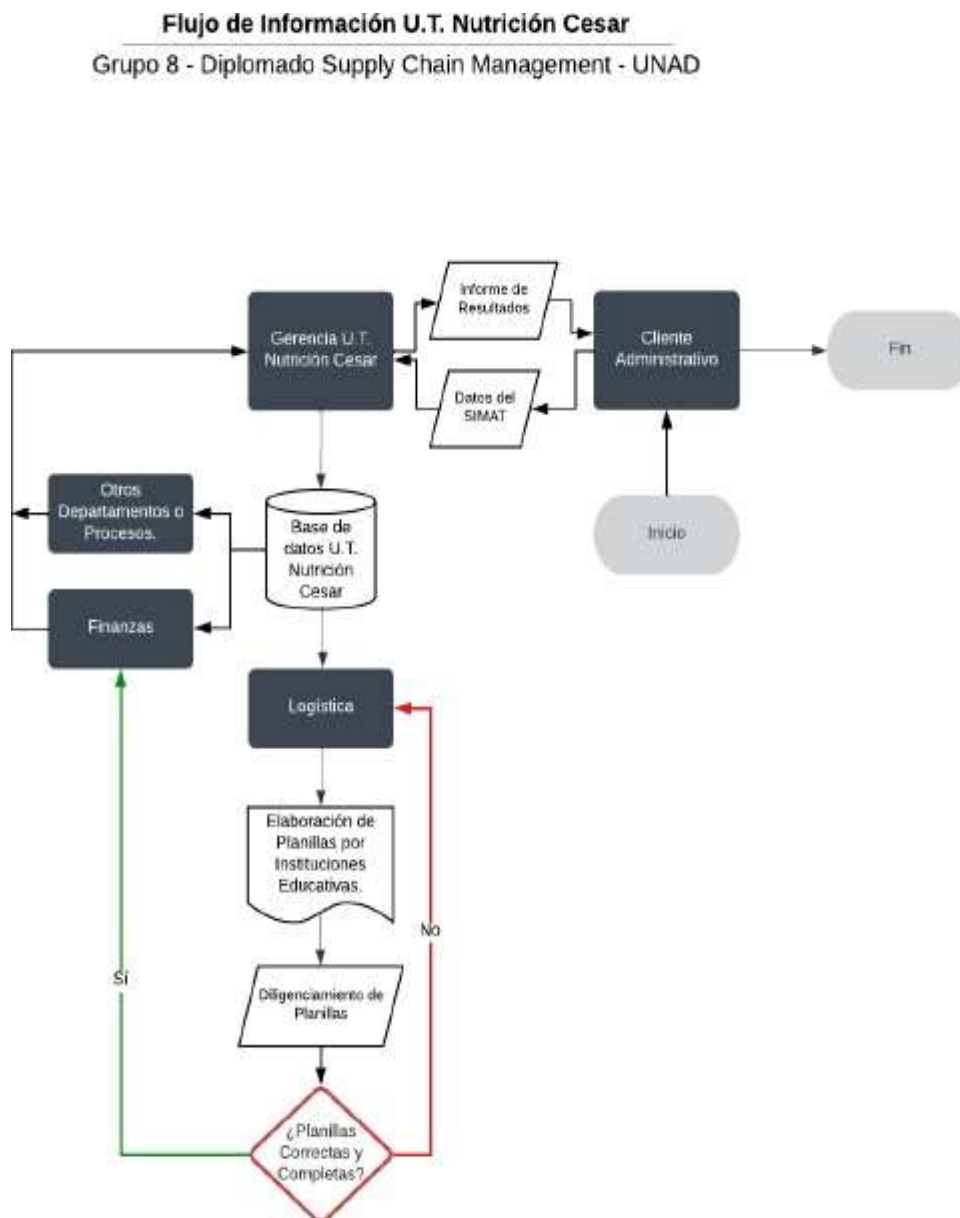 Flujo de Información U.T. Nutrición Cesar
Grupo 8 - Diplomado Supply Chain Management - UNAD
Informe de
Resultados
Gerencia U.T.
Nutrición Cesar
Cliente
Administrativo
Fin
Datos del
SIMAT
Otros
Departamentos o
Procesos.
Base de
datos U.T.
Nutrición
Cesar
Inicio
Finanzas
Logística
Elaboración de
Planillas por
Instituciones
Educativas.
No
Sí
Diligenciamiento de
Planillas
¿Planillas
Correctas y
Completas?